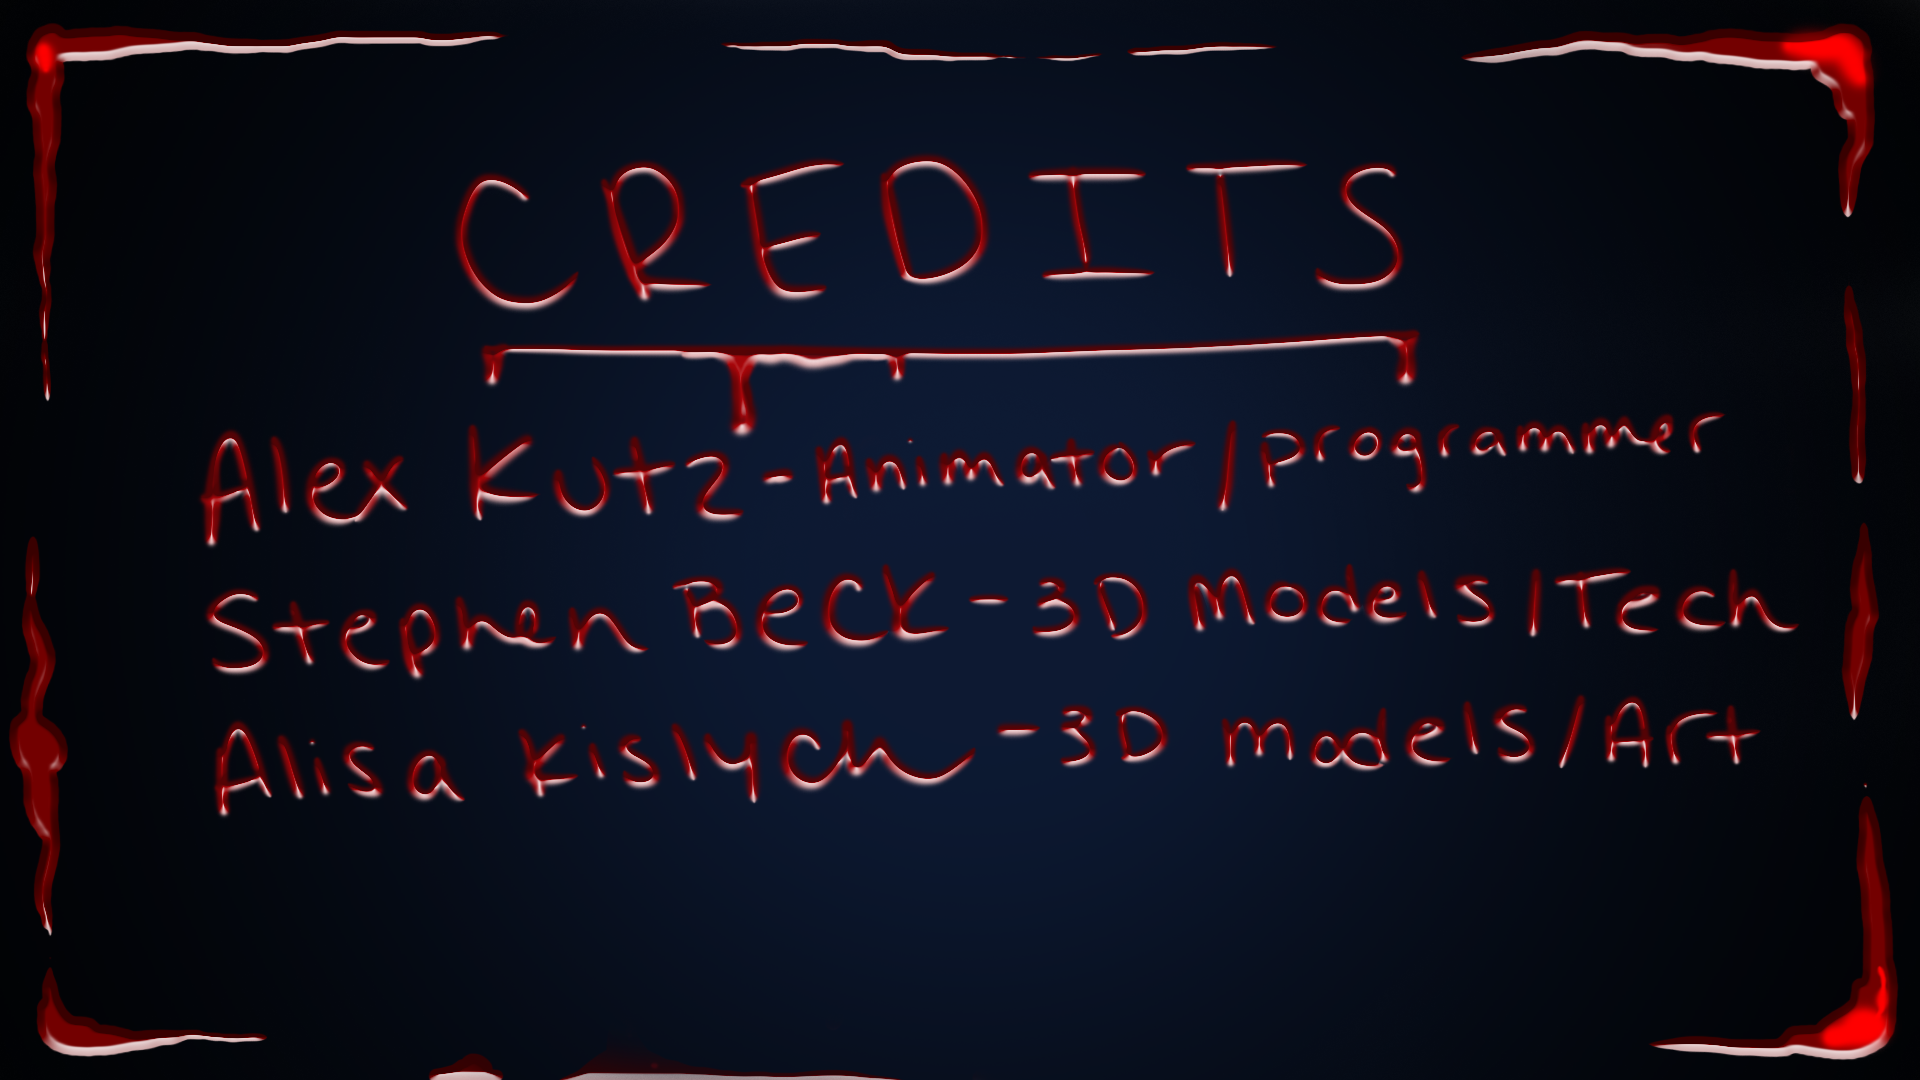 CREDITS
Alex Kutz - Animator/programmer
Stephen BeCK - 3D Models/Tech
Alisa Kislych - 3D models/Art